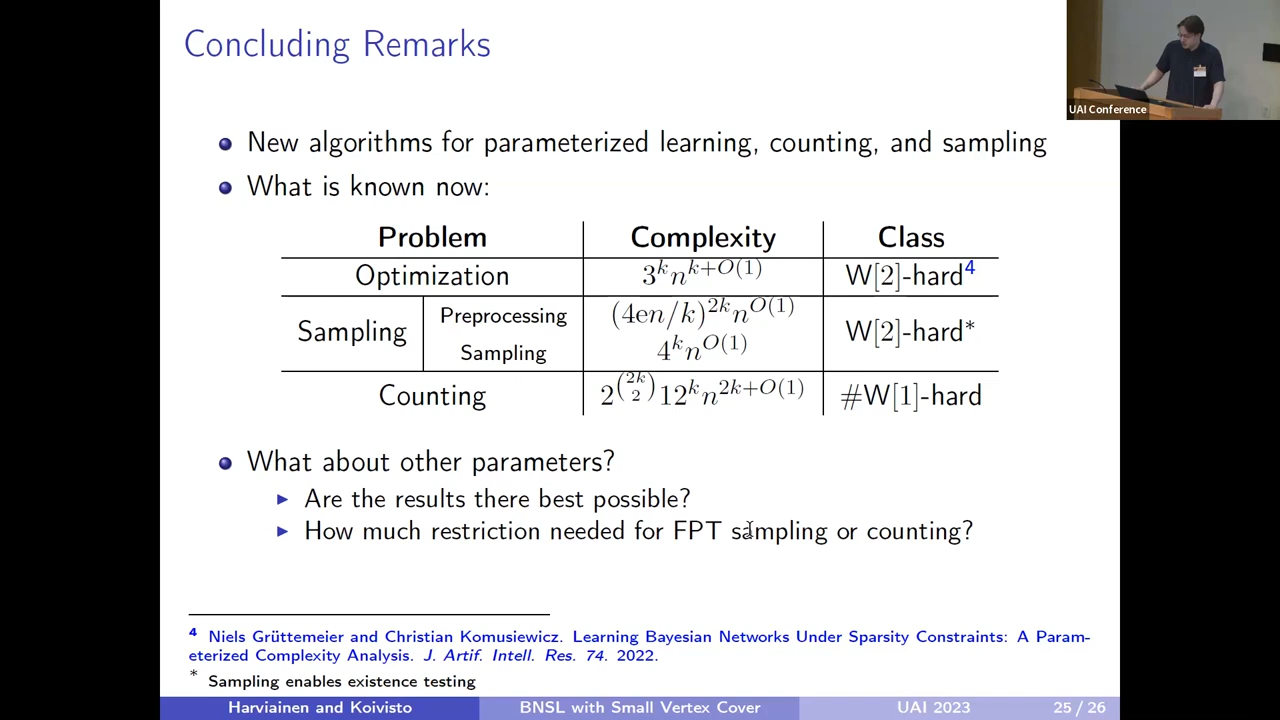 Concluding Remarks
UAI Conference
New algorithms for parameterized learning, counting, and sampling
What is known now:
Problem Complexity Class
Optimization 3^k n^{k+O(1)} W[2]-hard^4
Sampling Preprocessing (4en/k)^{2k} n^{O(1)} W[2]-hard*
Sampling 4^k n^{O(1)}
Counting 2^{\binom{2k}{2}} 12^k n^{2k+O(1)} #W[1]-hard
What about other parameters?
Are the results there best possible?
How much restriction needed for FPT sampling or counting?
4 Niels Grüttemeier and Christian Komusiewicz. Learning Bayesian Networks Under Sparsity Constraints: A Param-
eterized Complexity Analysis. J. Artif. Intell. Res. 74. 2022.
* Sampling enables existence testing
Harviainen and Koivisto BNSL with Small Vertex Cover UAI 2023 25 / 26